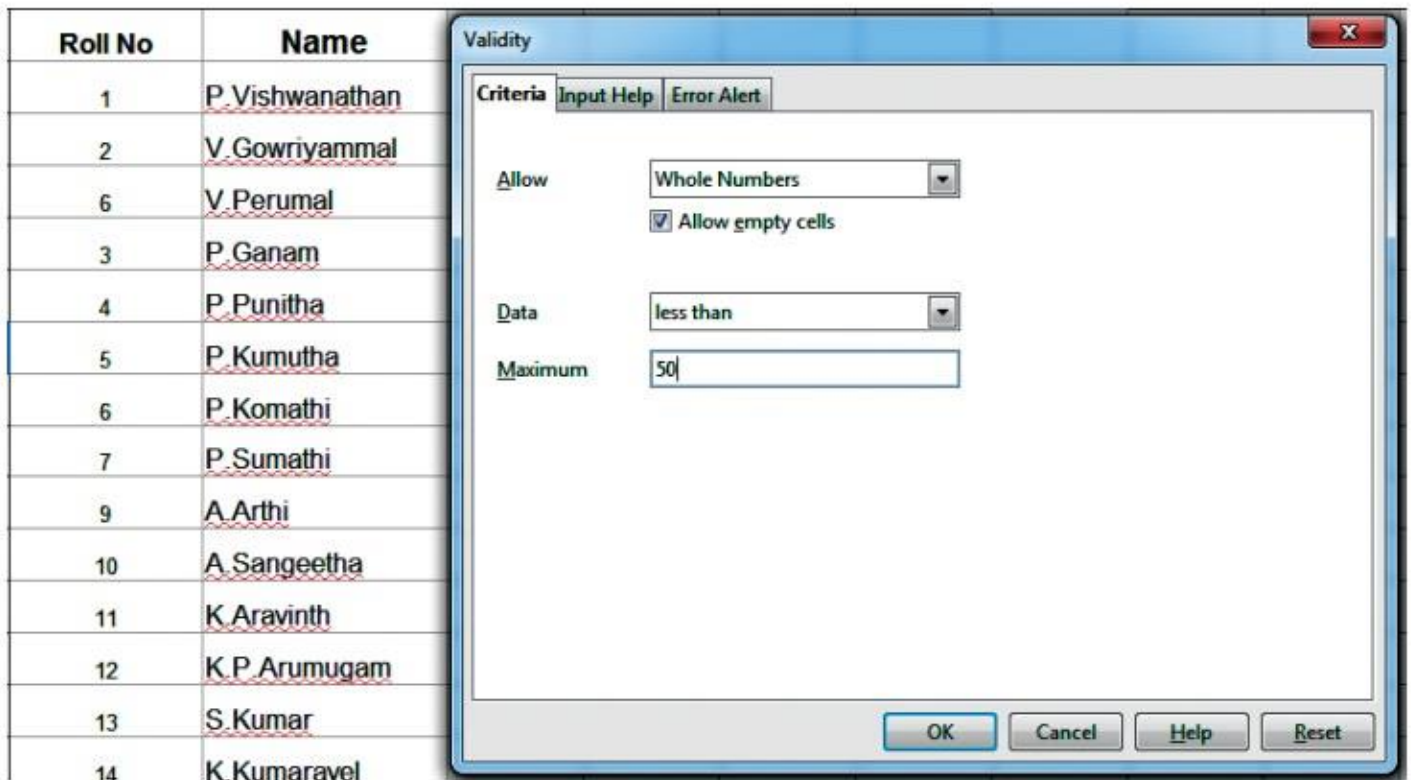 Roll No Name
1 P.Vishwanathan
2 V.Gowriyammal
6 V.Perumal
3 P.Ganam
4 P.Punitha
5 P.Kumutha
6 P.Komathi
7 P.Sumathi
9 A.Arthi
10 A.Sangeetha
11 K.Aravinth
12 K.P.Arumugam
13 S.Kumar
14 K.Kumaravel
Validity
Criteria Input Help Error Alert
Allow Whole Numbers
Allow empty cells
Data less than
Maximum 50
OK Cancel Help Reset